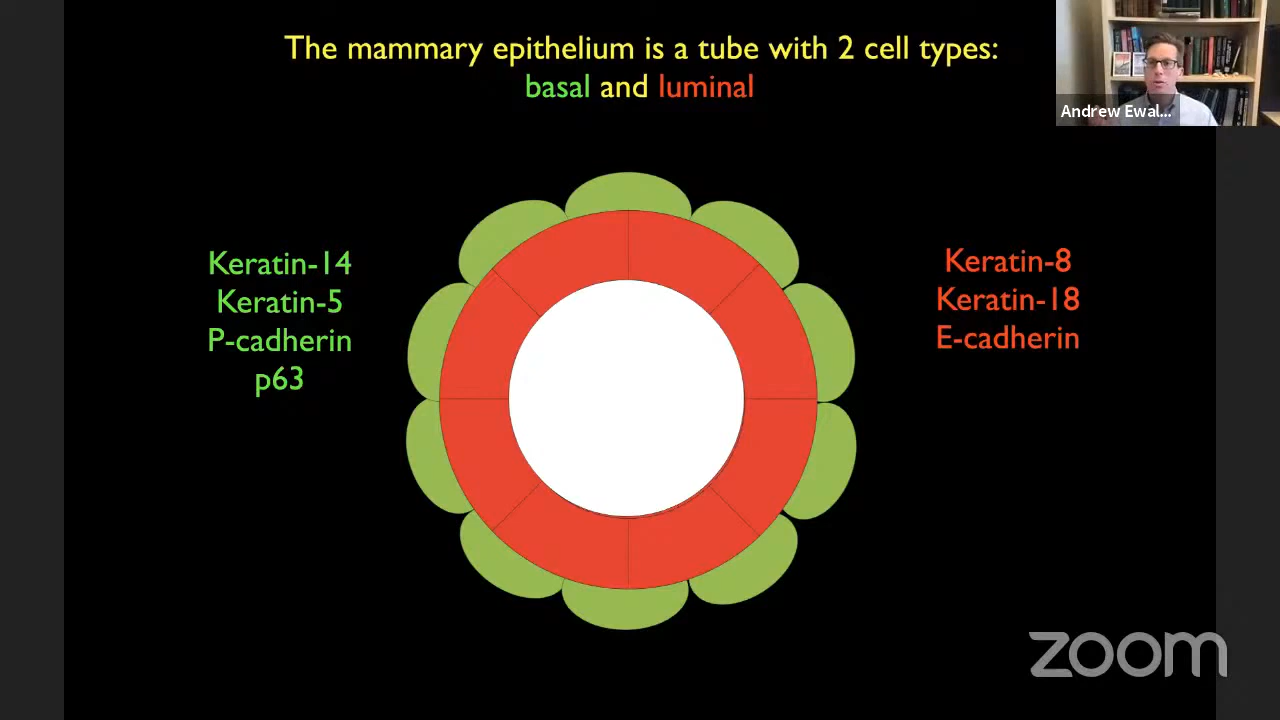 The mammary epithelium is a tube with 2 cell types:
basal and luminal
Andrew Ewal...
Keratin-14
Keratin-5
P-cadherin
p63
Keratin-8
Keratin-18
E-cadherin
zoom